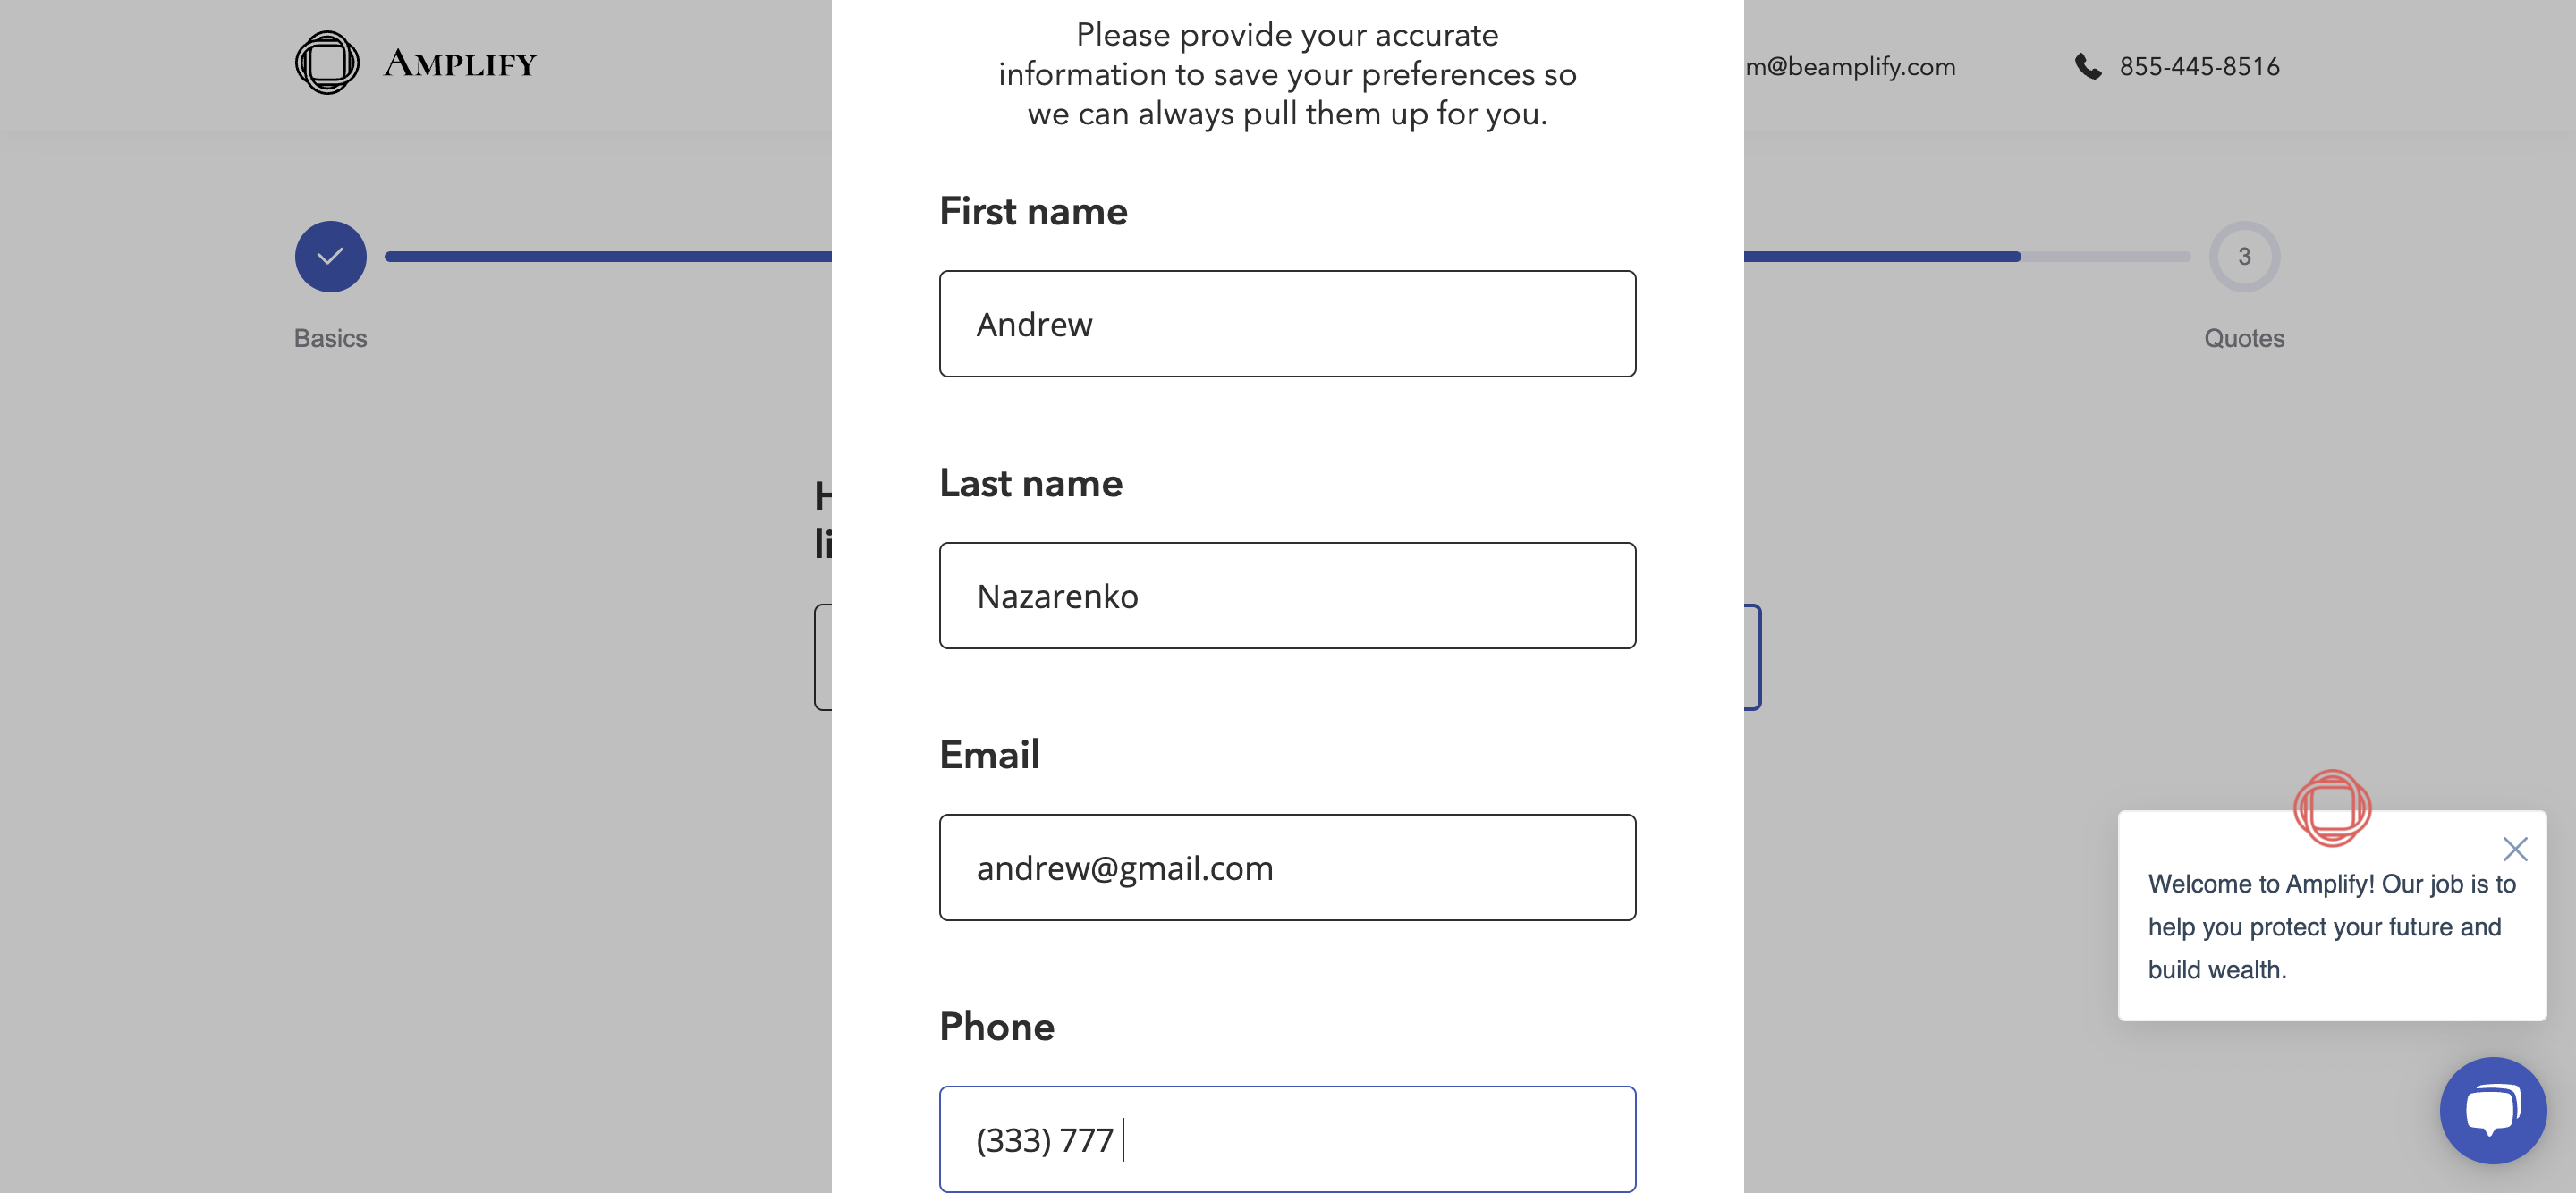 AMPLIFY
m@beamplify.com
855-445-8516
Please provide your accurate
information to save your preferences so
we can always pull them up for you.
3
Basics
Quotes
First name
Andrew
Last name
Nazarenko
Email
andrew@gmail.com
Phone
(333) 777
Welcome to Amplify! Our job is to
help you protect your future and
build wealth.